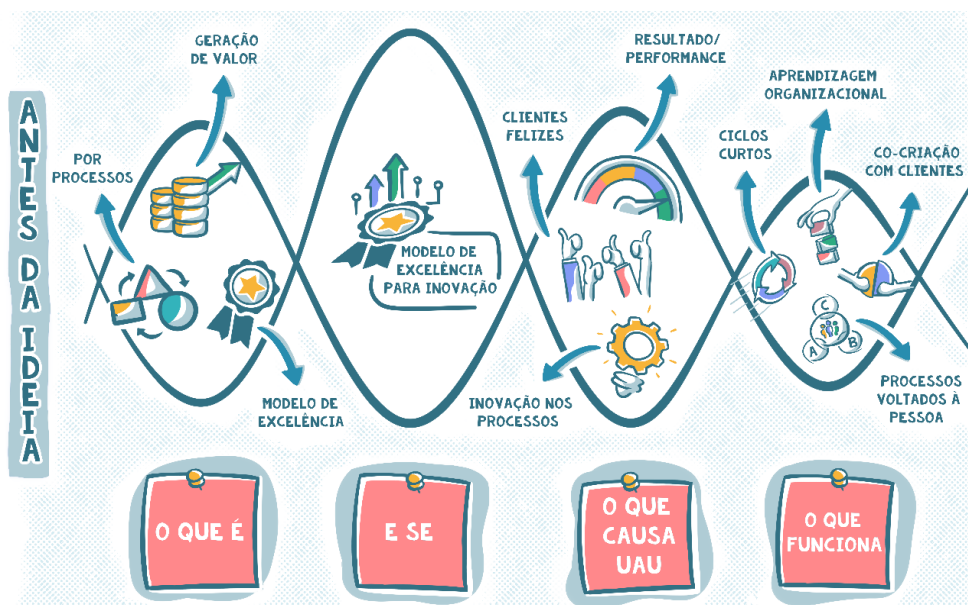 ANTES DA IDEIA
GERAÇÃO
DE VALOR
POR
PROCESSOS
MODELO DE
EXCELÊNCIA
MODELO DE
EXCELÊNCIA
PARA INOVAÇÃO
CLIENTES
FELIZES
RESULTADO/
PERFORMANCE
INOVAÇÃO NOS
PROCESSOS
CICLOS
CURTOS
APRENDIZAGEM
ORGANIZACIONAL
CO-CRIAÇÃO
COM CLIENTES
C
A
B
PROCESSOS
VOLTADOS À
PESSOA
O QUE É
E SE
O QUE
CAUSA
UAU
O QUE
FUNCIONA